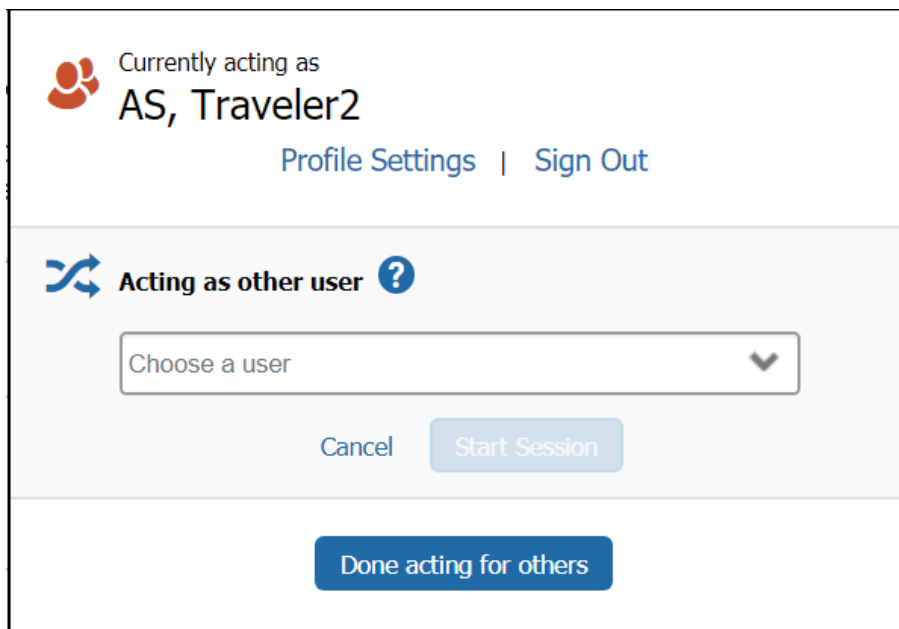 Currently acting as
AS, Traveler2
Profile Settings | Sign Out
Acting as other user ?
Choose a user
Cancel Start Session
Done acting for others